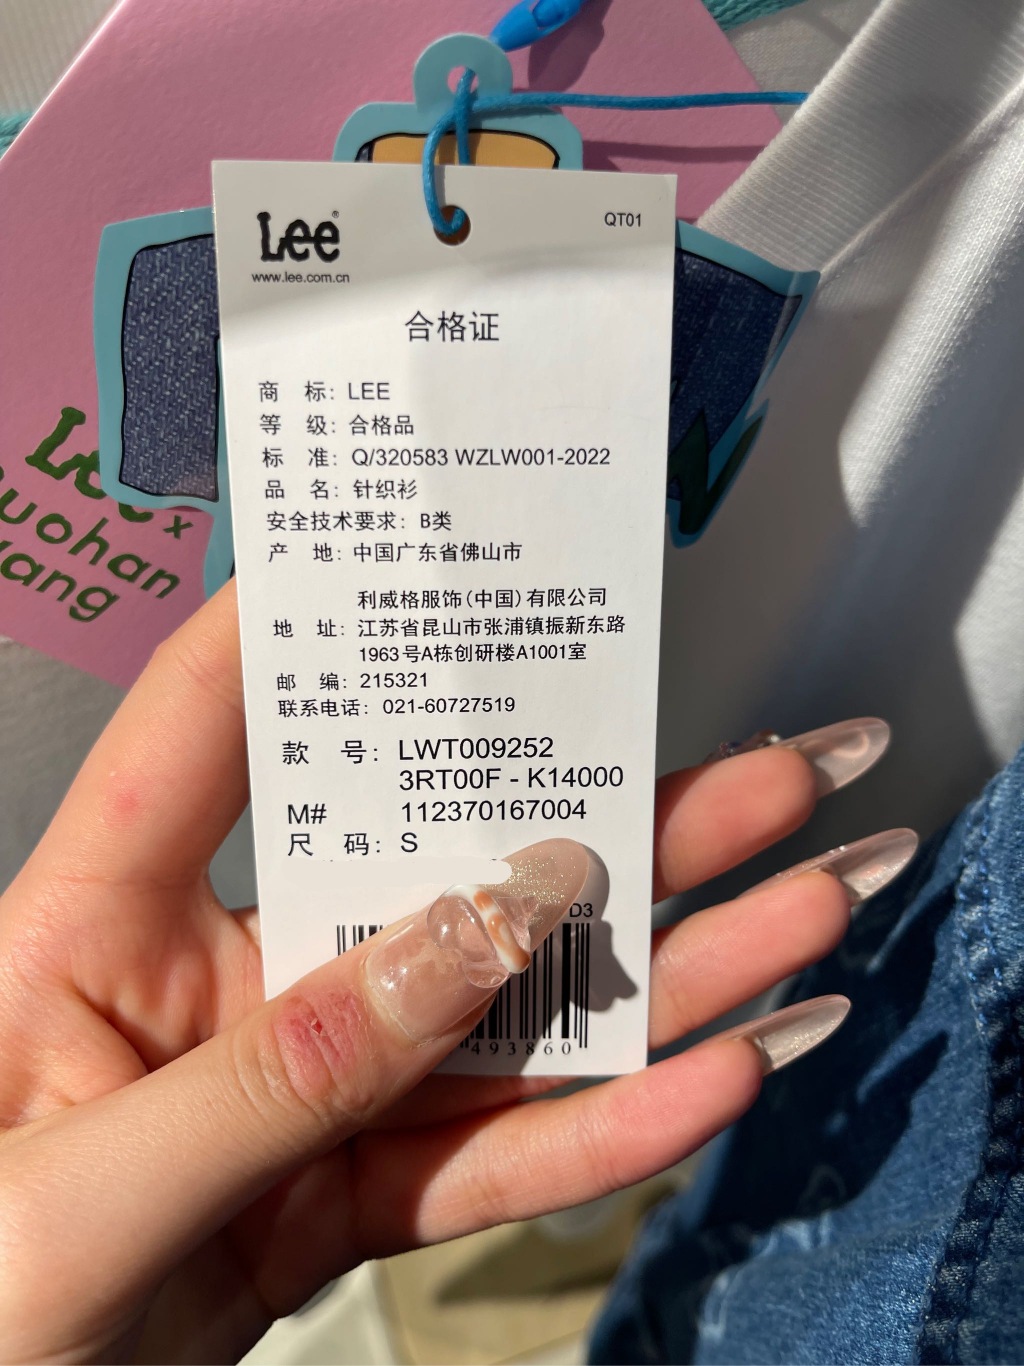 Lee®
www.lee.com.cn
QT01
合格证
商 标: LEE
等 级: 合格品
标 准: Q/320583 WZLW001-2022
品 名: 针织衫
安全技术要求: B类
产 地: 中国广东省佛山市
利威格服饰(中国)有限公司
地 址: 江苏省昆山市张浦镇振新东路
1963号A栋创研楼A1001室
邮 编: 215321
联系电话: 021-60727519
款 号: LWT009252
3RT00F - K14000
M# 112370167004
尺 码: S
D3
493860
Lee x